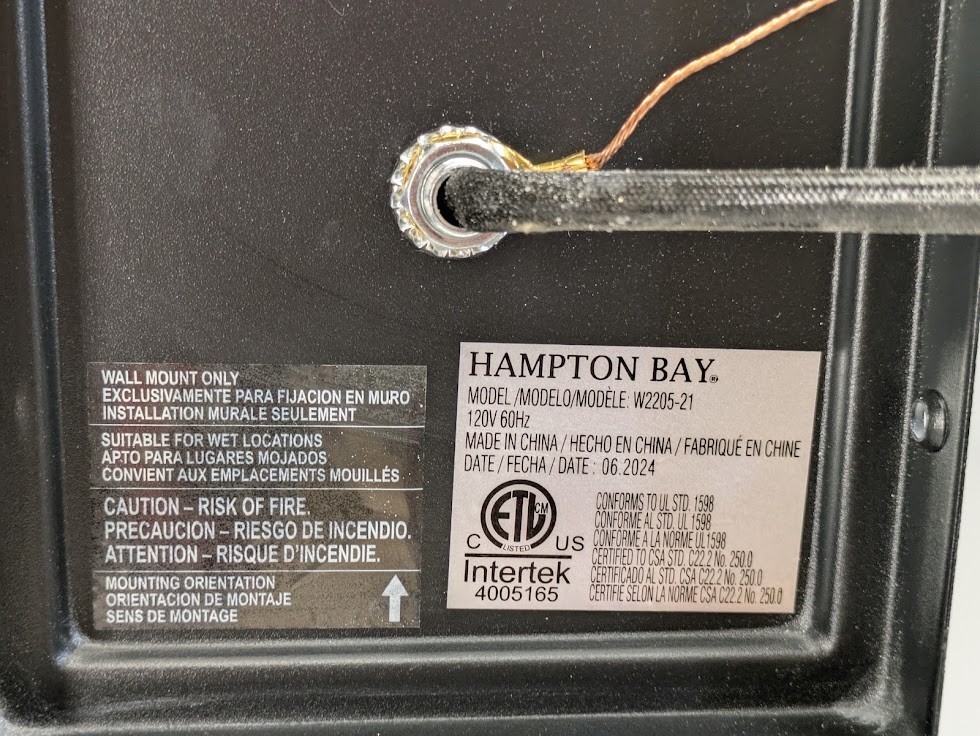 WALL MOUNT ONLY
EXCLUSIVAMENTE PARA FIJACION EN MURO
INSTALLATION MURALE SEULEMENT
SUITABLE FOR WET LOCATIONS
APTO PARA LUGARES MOJADOS
CONVIENT AUX EMPLACEMENTS MOUILLÉS
CAUTION – RISK OF FIRE.
PRECAUCION – RIESGO DE INCENDIO.
ATTENTION – RISQUE D'INCENDIE.
MOUNTING ORIENTATION
ORIENTACION DE MONTAJE
SENS DE MONTAGE
HAMPTON BAY®
MODEL /MODELO/MODÈLE: W2205-21
120V 60Hz
MADE IN CHINA / HECHO EN CHINA / FABRIQUÉ EN CHINE
DATE / FECHA / DATE : 06.2024
ETL CM
LISTED
C US
Intertek
4005165
CONFORMS TO UL STD. 1598
CONFORME AL STD. UL 1598
CONFORME A LA NORME UL1598
CERTIFIED TO CSA STD. C22.2 No. 250.0
CERTIFICADO AL STD. CSA C22.2 No. 250.0
CERTIFIÉ SELON LA NORME CSA C22.2 No. 250.0